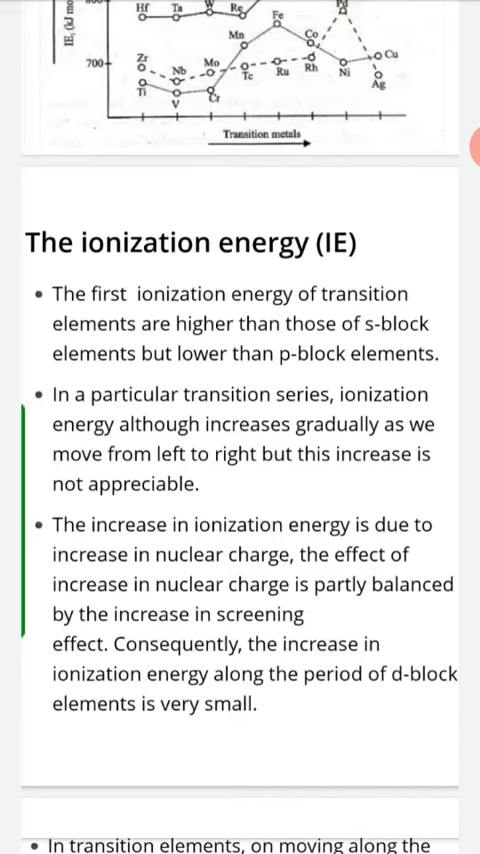 Hf Ta W Re
Fe
Pd
IE, (kJ mo
Mn
Co
Cu
700
Zr
Nb
Mo
Tc
Ru
Rh
Ni
Ag
Ti
V
Cr
Transition metals
The ionization energy (IE)
• The first ionization energy of transition
elements are higher than those of s-block
elements but lower than p-block elements.
• In a particular transition series, ionization
energy although increases gradually as we
move from left to right but this increase is
not appreciable.
• The increase in ionization energy is due to
increase in nuclear charge, the effect of
increase in nuclear charge is partly balanced
by the increase in screening
effect. Consequently, the increase in
ionization energy along the period of d-block
elements is very small.
• In transition elements, on moving along the